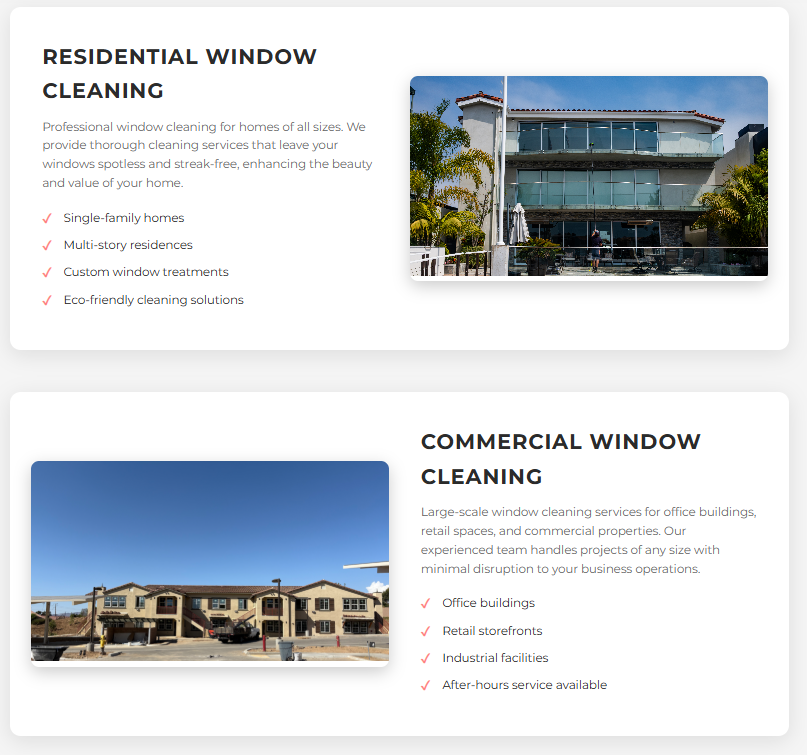 RESIDENTIAL WINDOW
CLEANING
Professional window cleaning for homes of all sizes. We
provide thorough cleaning services that leave your
windows spotless and streak-free, enhancing the beauty
and value of your home.
✓ Single-family homes
✓ Multi-story residences
✓ Custom window treatments
✓ Eco-friendly cleaning solutions
COMMERCIAL WINDOW
CLEANING
Large-scale window cleaning services for office buildings,
retail spaces, and commercial properties. Our
experienced team handles projects of any size with
minimal disruption to your business operations.
✓ Office buildings
✓ Retail storefronts
✓ Industrial facilities
✓ After-hours service available